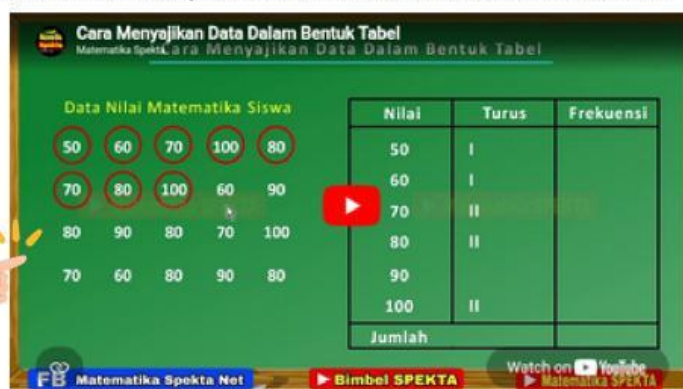 Cara Menyajikan Data Dalam Bentuk Tabel
Matematika Spekta
Cara Menyajikan Data Dalam Bentuk Tabel
Data Nilai Matematika Siswa
50 60 70 100 80
70 80 100 60 90
80 90 80 70 100
70 60 80 90 80
Nilai Turus Frekuensi
50 I
60 I
70 II
80 II
90
100 II
Jumlah
Watch on YouTube
FB Matematika Spekta Net
Bimbel SPEKTA
Matematika SPEKTA